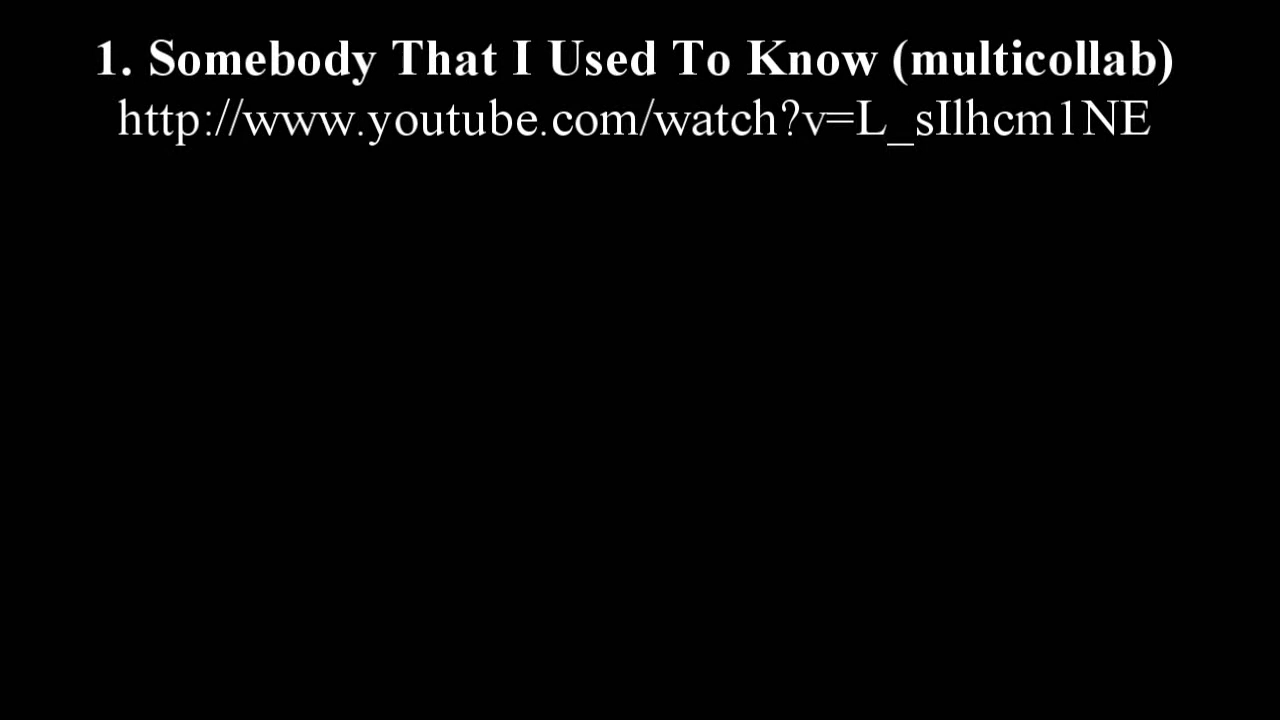 1. Somebody That I Used To Know (multicollab)
http://www.youtube.com/watch?v=L_sIlhcm1NE